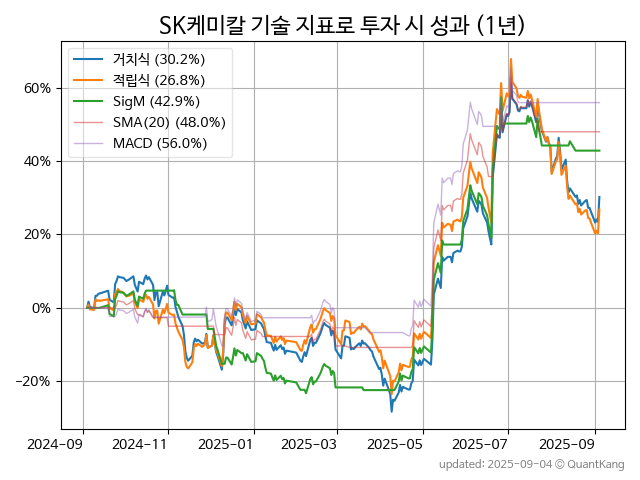 SK케미칼 기술 지표로 투자 시 성과 (1년)
거치식 (30.2%)
적립식 (26.8%)
SigM (42.9%)
SMA(20) (48.0%)
MACD (56.0%)
60%
40%
20%
0%
−20%
2024-09 2024-11 2025-01 2025-03 2025-05 2025-07 2025-09
updated: 2025-09-04 © QuantKang